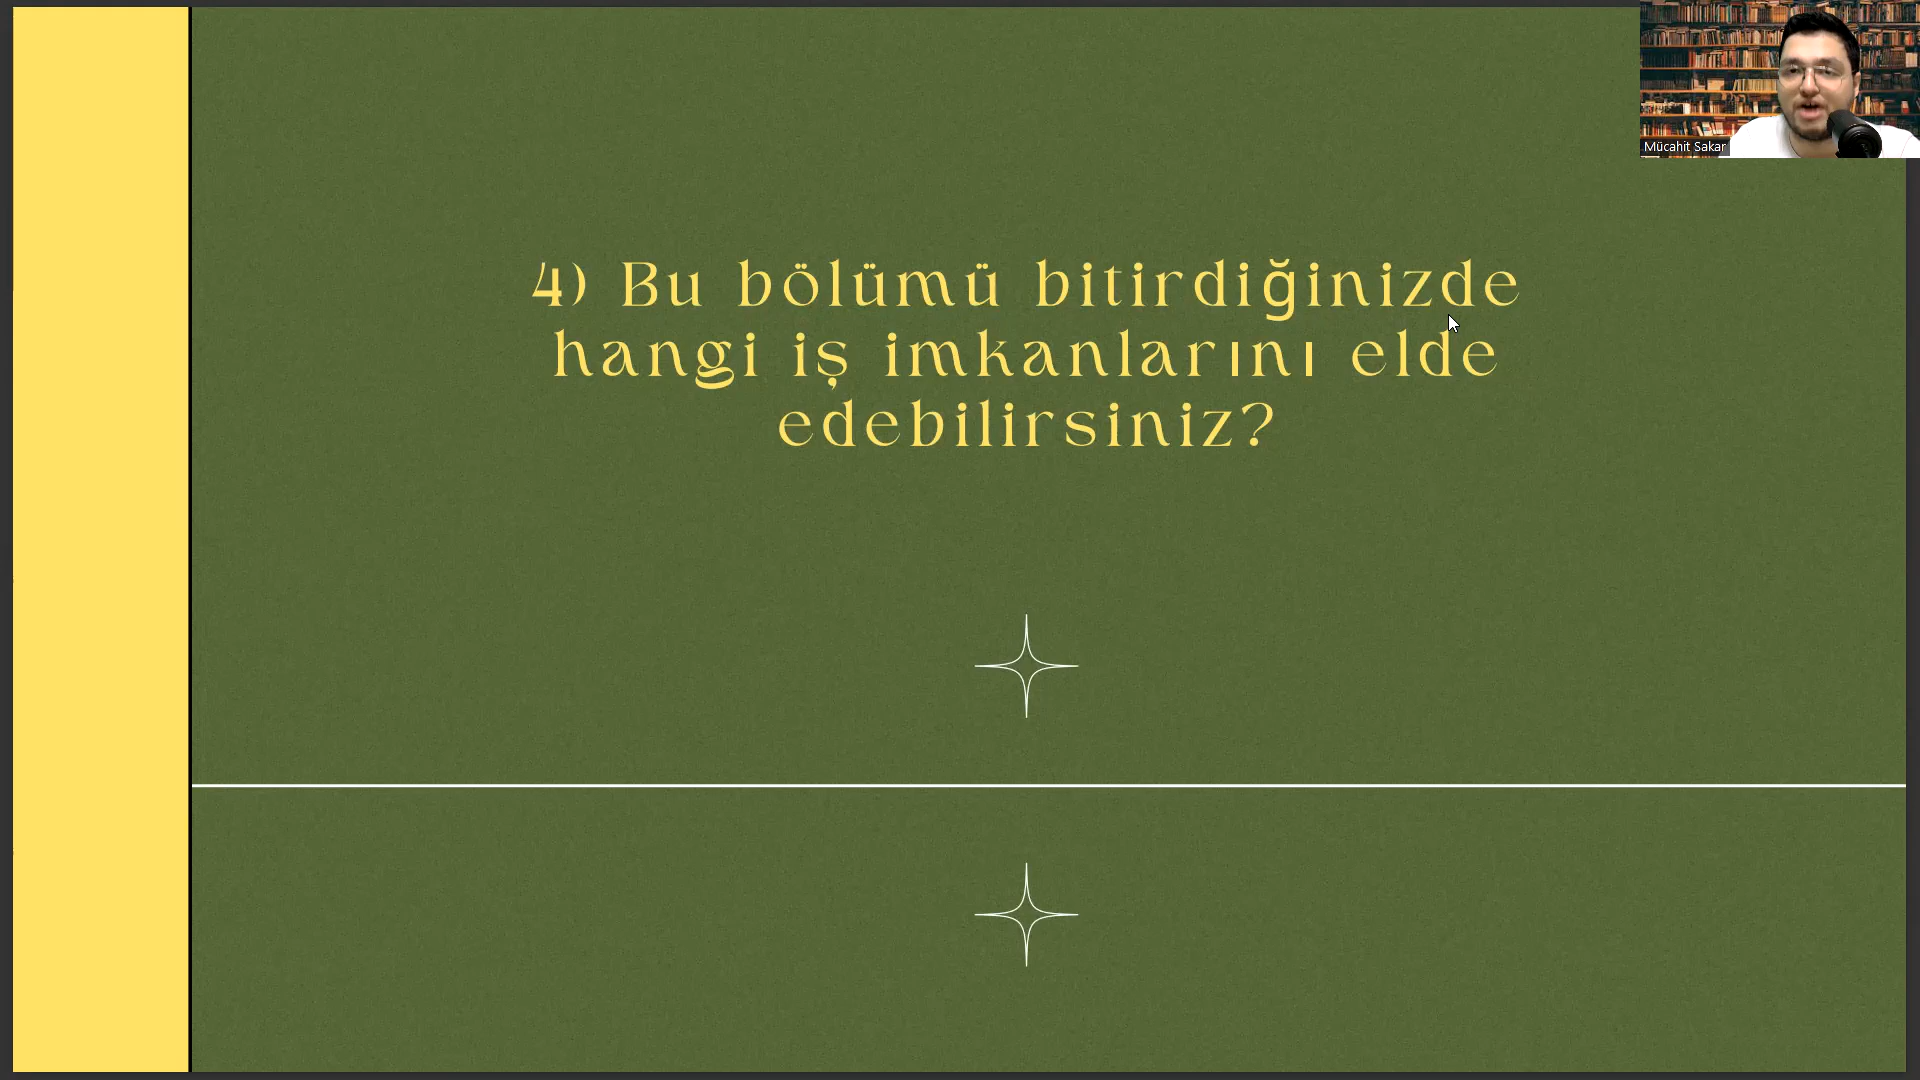 Mücahit Sakar
4) Bu bölümü bitirdiğinizde
hangi iş imkanlarını elde
edebilirsiniz?